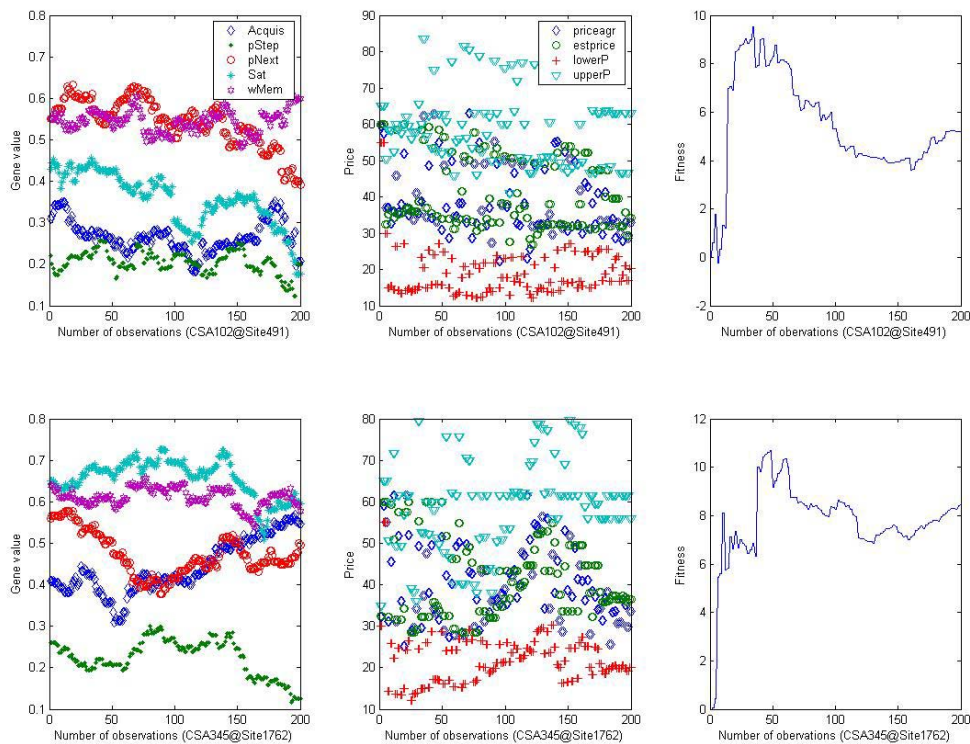 0.8
0.7
0.6
0.5
0.4
0.3
0.2
0.1
Gene value
Acquis
pStep
pNext
Sat
wMem
0 50 100 150 200
Number of observations (CSA102@Site491)
90
80
70
60
50
40
30
20
10
Price
priceagr
estprice
lowerP
upperP
0 50 100 150 200
Number of observations (CSA102@Site491)
10
8
6
4
2
0
-2
Fitness
0 50 100 150 200
Number of obervations (CSA102@Site491)
0.8
0.7
0.6
0.5
0.4
0.3
0.2
0.1
Gene value
0 50 100 150 200
Number of observations (CSA345@Site1762)
80
70
60
50
40
30
20
10
Price
0 50 100 150 200
Number of observations (CSA345@Site1762)
12
10
8
6
4
2
0
Fitness
0 50 100 150 200
Number of obervations (CSA345@Site1762)